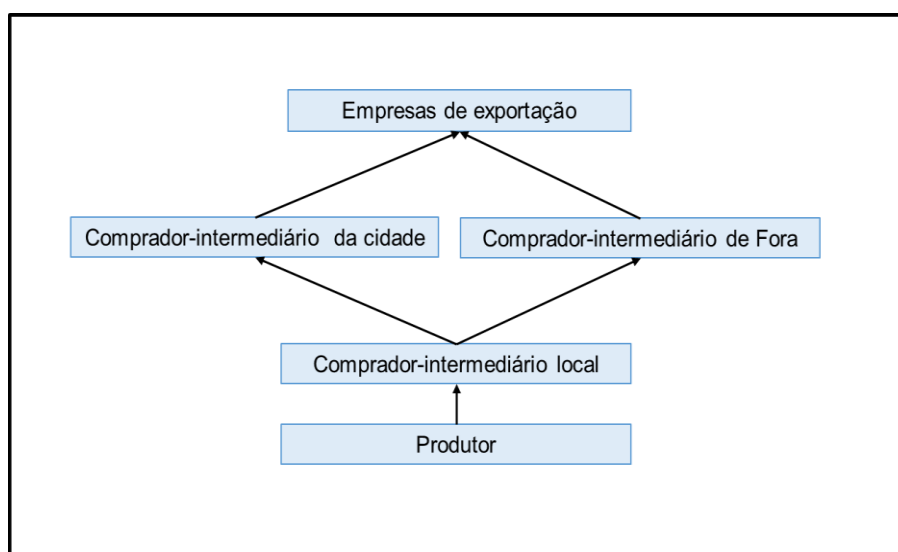 Empresas de exportação
Comprador-intermediário da cidade
Comprador-intermediário de Fora
Comprador-intermediário local
Produtor